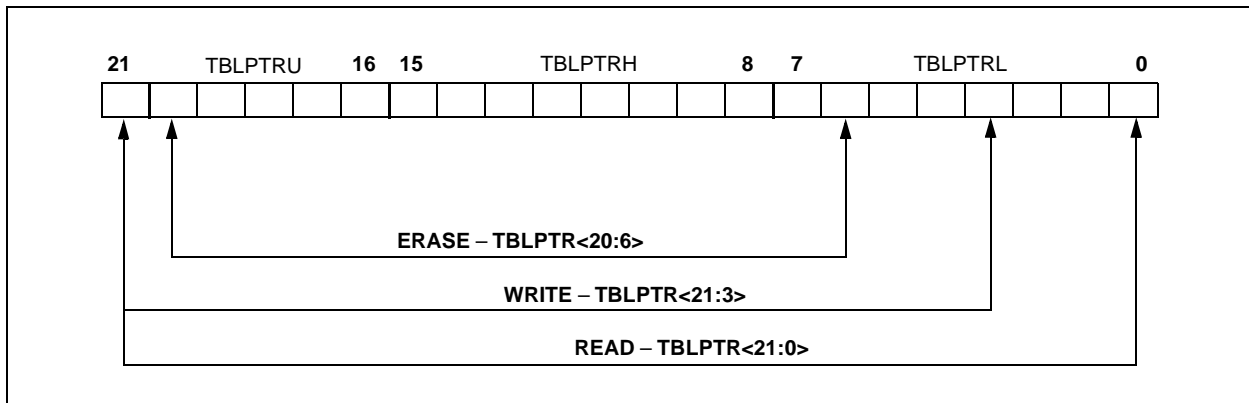 21 TBLPTRU 16 15 TBLPTRH 8 7 TBLPTRL 0
ERASE – TBLPTR<20:6>
WRITE – TBLPTR<21:3>
READ – TBLPTR<21:0>